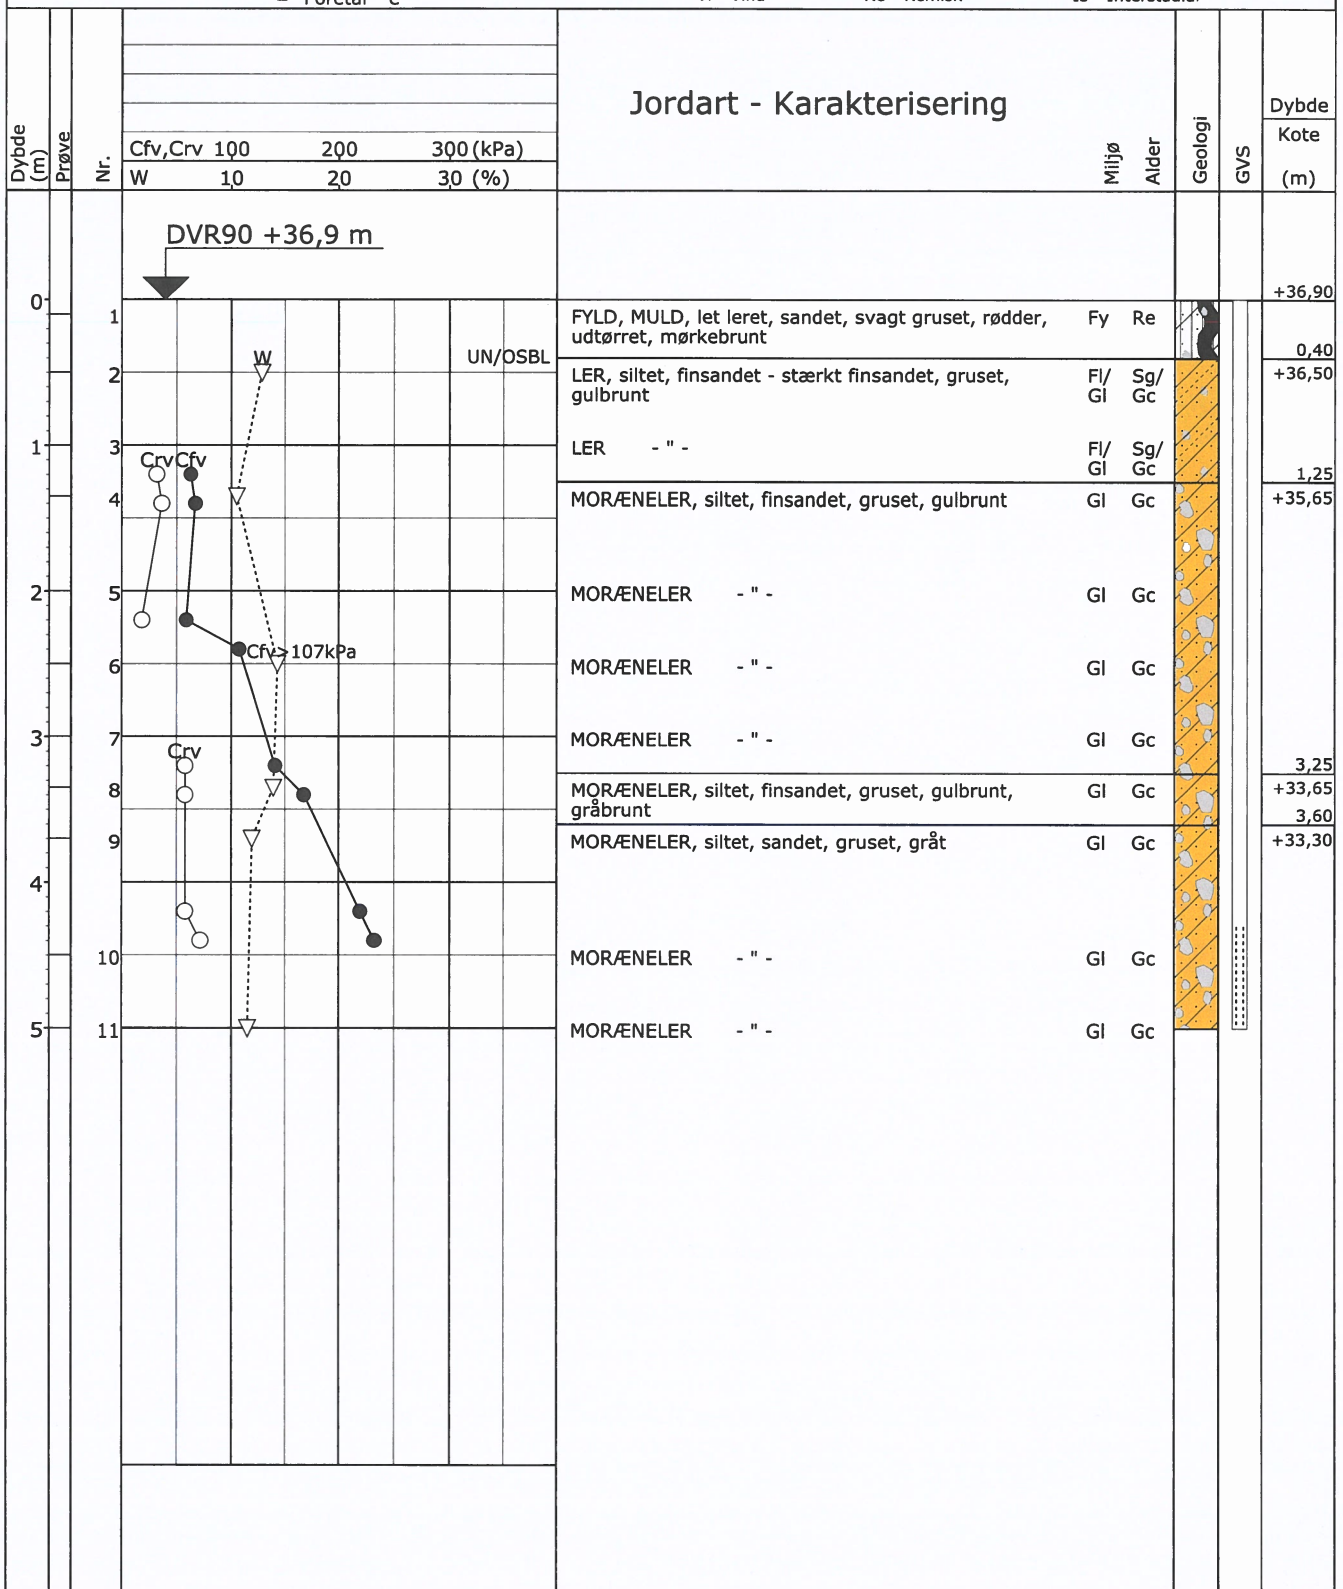 Jordart - Karakterisering
Dybde (m)
Prøve
Nr.
Cfv,Crv 100 200 300 (kPa)
W 10 20 30 (%)
Miljø
Alder
Geologi
GVS
Dybde
Kote
(m)
DVR90 +36,9 m
+36,90
0
1 FYLD, MULD, let leret, sandet, svagt gruset, rødder, Fy Re
udtørret, mørkebrunt
0,40
W UN/OSBL
2 LER, siltet, finsandet - stærkt finsandet, gruset, Fl/ Sg/ +36,50
gulbrunt Gl Gc
1 3 LER - " - Fl/ Sg/
Gl Gc 1,25
Crv Cfv
4 MORÆNELER, siltet, finsandet, gruset, gulbrunt Gl Gc +35,65
2 5 MORÆNELER - " - Gl Gc
Cfv>107kPa
6 MORÆNELER - " - Gl Gc
3 7 MORÆNELER - " - Gl Gc
Crv
3,25
8 MORÆNELER, siltet, finsandet, gruset, gulbrunt, Gl Gc +33,65
gråbrunt 3,60
9 MORÆNELER, siltet, sandet, gruset, gråt Gl Gc +33,30
4
10 MORÆNELER - " - Gl Gc
5 11 MORÆNELER - " - Gl Gc